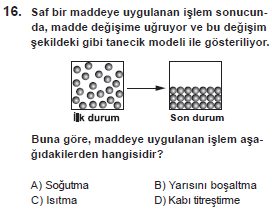 16. Saf bir maddeye uygulanan işlem sonucun-
da, madde değişime uğruyor ve bu değişim
şekildeki gibi tanecik modeli ile gösteriliyor.
İlk durum Son durum
Buna göre, maddeye uygulanan işlem aşa-
ğıdakilerden hangisidir?
A) Soğutma B) Yarısını boşaltma
C) Isıtma D) Kabı titreştirme